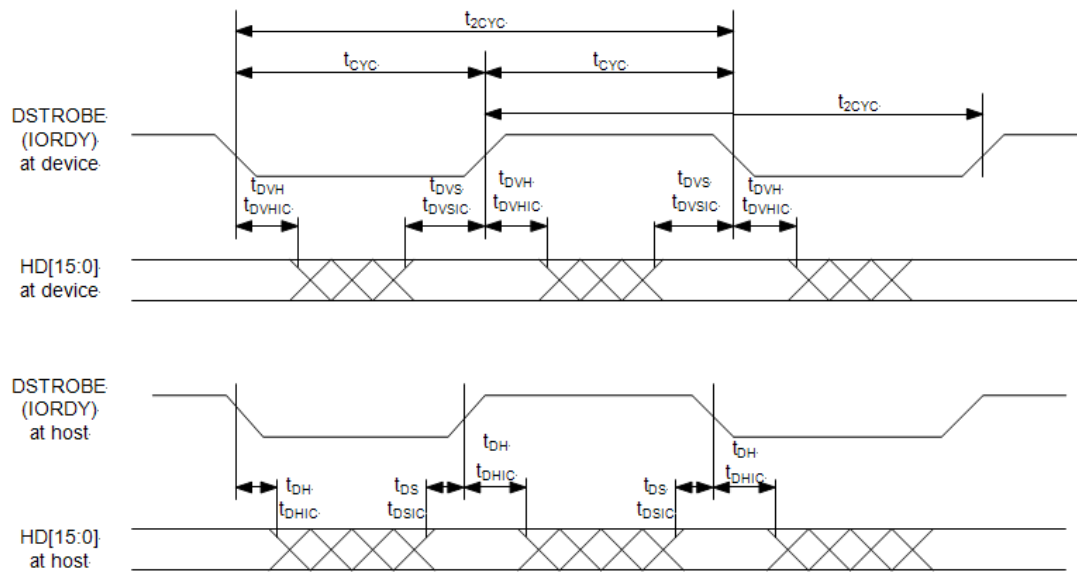 t2CYC
tCYC tCYC
t2CYC
DSTROBE
(IORDY)
at device
tDVH tDVS tDVH tDVS tDVH
tDVHIC tDVSIC tDVHIC tDVSIC tDVHIC
HD[15:0]
at device
DSTROBE
(IORDY)
at host
tDH tDH
tDHIC tDHIC
tDH tDS tDS
tDHIC tDSIC tDSIC
HD[15:0]
at host